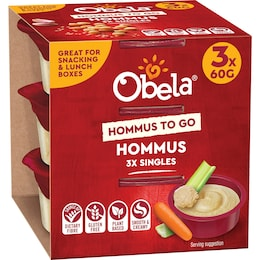 GREAT FOR
SNACKING
& LUNCH
BOXES
3X
60G
Obela®
HOMMUS TO GO
HOMMUS
3X SINGLES
DIETARY
FIBRE
GLUTEN
FREE
PLANT
BASED
SMOOTH &
CREAMY
Serving suggestion